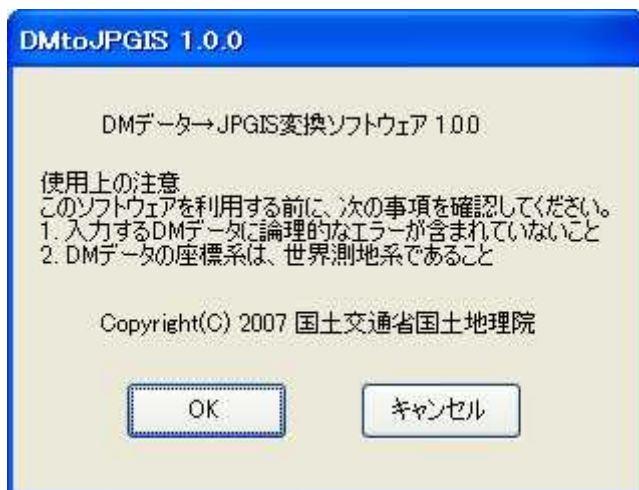 DMtoJPGIS 1.0.0
DMデータ→JPGIS変換ソフトウェア 1.0.0
使用上の注意
このソフトウェアを利用する前に、次の事項を確認してください。
1. 入力するDMデータに論理的なエラーが含まれていないこと
2. DMデータの座標系は、世界測地系であること
Copyright(C) 2007 国土交通省国土地理院
OK
キャンセル